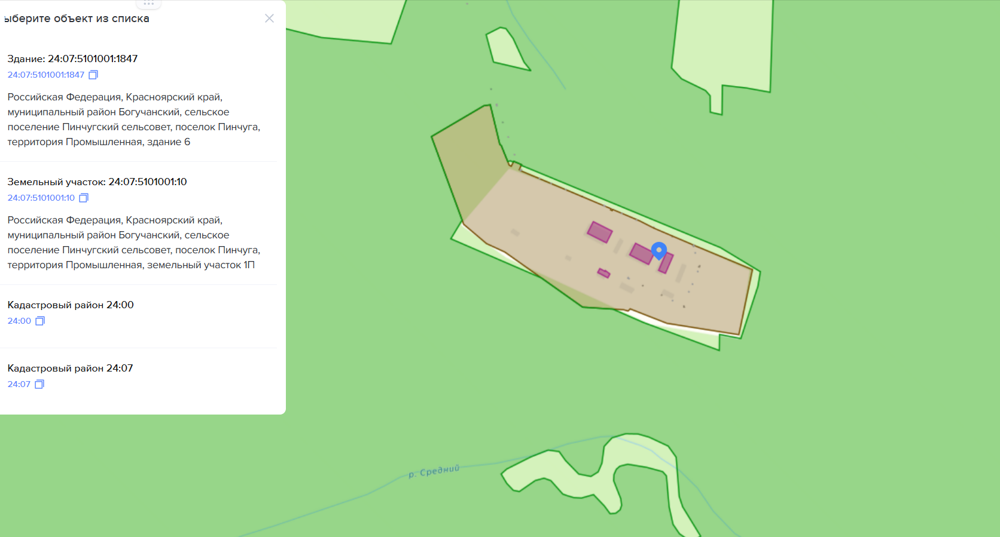 ыберите объект из списка
Здание: 24:07:5101001:1847
24:07:5101001:1847
Российская Федерация, Красноярский край,
муниципальный район Богучанский, сельское
поселение Пинчугский сельсовет, поселок Пинчуга,
территория Промышленная, здание 6
Земельный участок: 24:07:5101001:10
24:07:5101001:10
Российская Федерация, Красноярский край,
муниципальный район Богучанский, сельское
поселение Пинчугский сельсовет, поселок Пинчуга,
территория Промышленная, земельный участок 1П
Кадастровый район 24:00
24:00
Кадастровый район 24:07
24:07
р. Средний